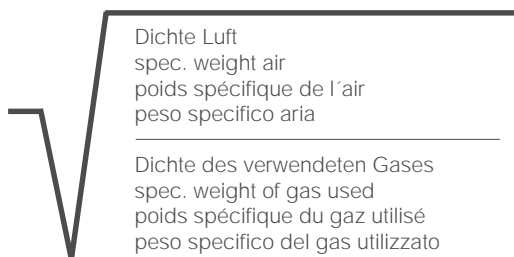 Dichte Luft
spec. weight air
poids spécifique de l´air
peso specifico aria
Dichte des verwendeten Gases
spec. weight of gas used
poids spécifique du gaz utilisé
peso specifico del gas utilizzato